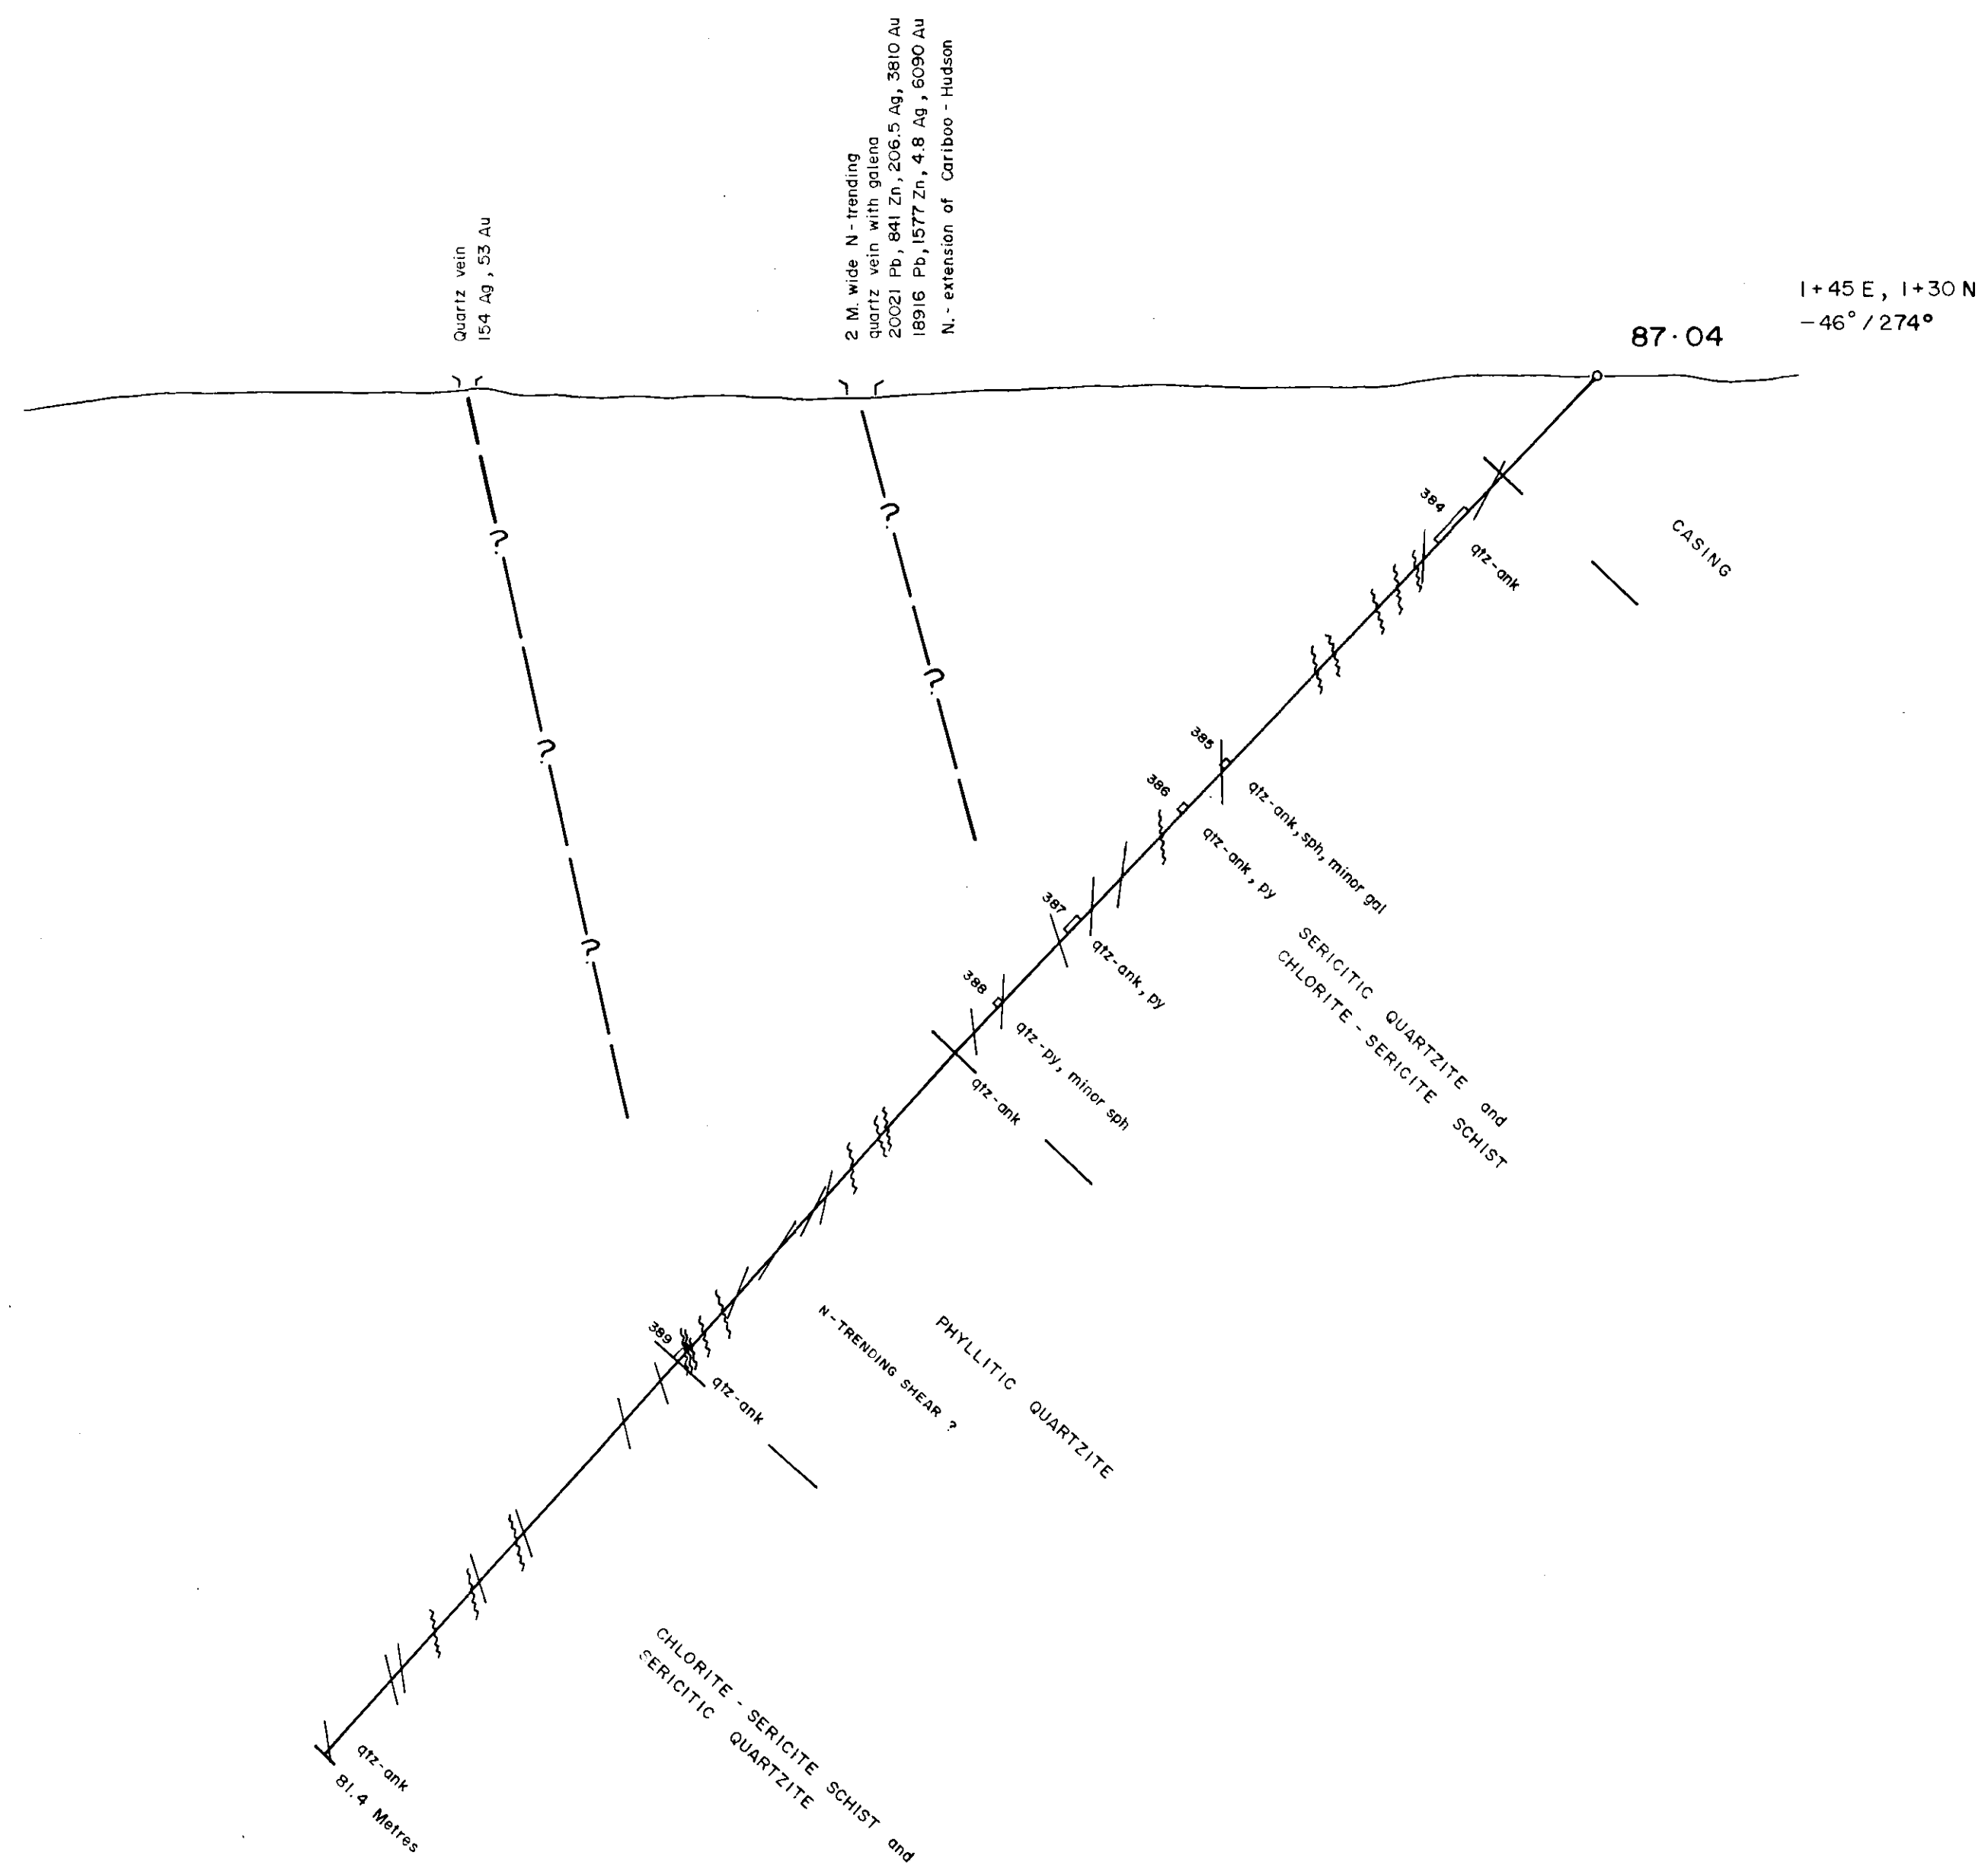 Quartz vein
154 Ag, 53 Au
2 M. wide N-trending
quartz vein with galena
20021 Pb, 841 Zn, 206.5 Ag, 3810 Au
18916 Pb, 1577 Zn, 4.8 Ag, 6090 Au
N.- extension of Cariboo - Hudson
1+45 E, 1+30 N
-46°/274°
87·04
?
?
?
?
?
384
qtz-ank
CASING
385
qtz-ank, sph, minor gal
386
qtz-ank, py
387
qtz-ank, py
SERICITIC QUARTZITE and
CHLORITE - SERICITE SCHIST
388
qtz-py, minor sph
qtz-ank
389
qtz-ank
N-TRENDING SHEAR ?
PHYLLITIC QUARTZITE
CHLORITE - SERICITE SCHIST and
SERICITIC QUARTZITE
qtz-ank
81.4 Metres